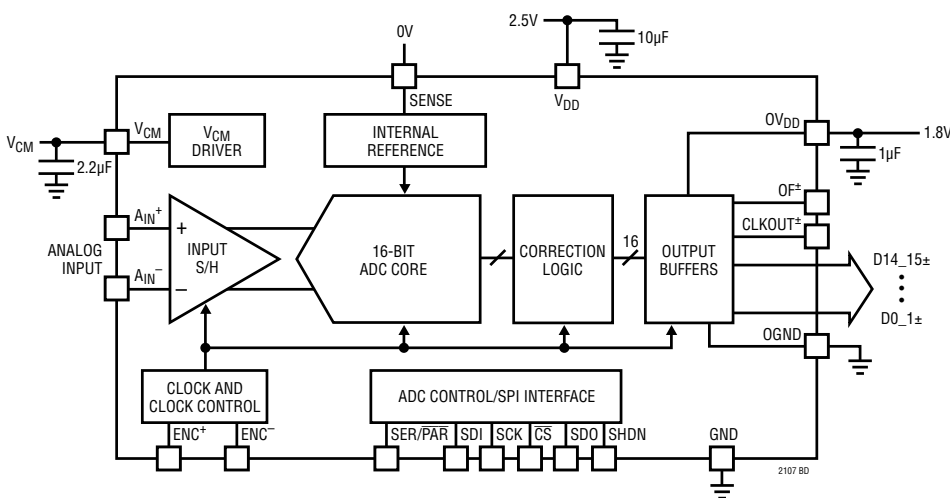 0V
2.5V
10µF
SENSE
VDD
VCM
2.2µF
VCM
VCM
DRIVER
INTERNAL
REFERENCE
OVDD
1.8V
1µF
OF±
CLKOUT±
ANALOG
INPUT
AIN+
AIN−
+
−
INPUT
S/H
16-BIT
ADC CORE
CORRECTION
LOGIC
16
OUTPUT
BUFFERS
D14_15±
D0_1±
OGND
CLOCK AND
CLOCK CONTROL
ADC CONTROL/SPI INTERFACE
ENC+
ENC−
SER/P̅A̅R̅
SDI
SCK
C̅S̅
SDO
SHDN
GND
2107 BD